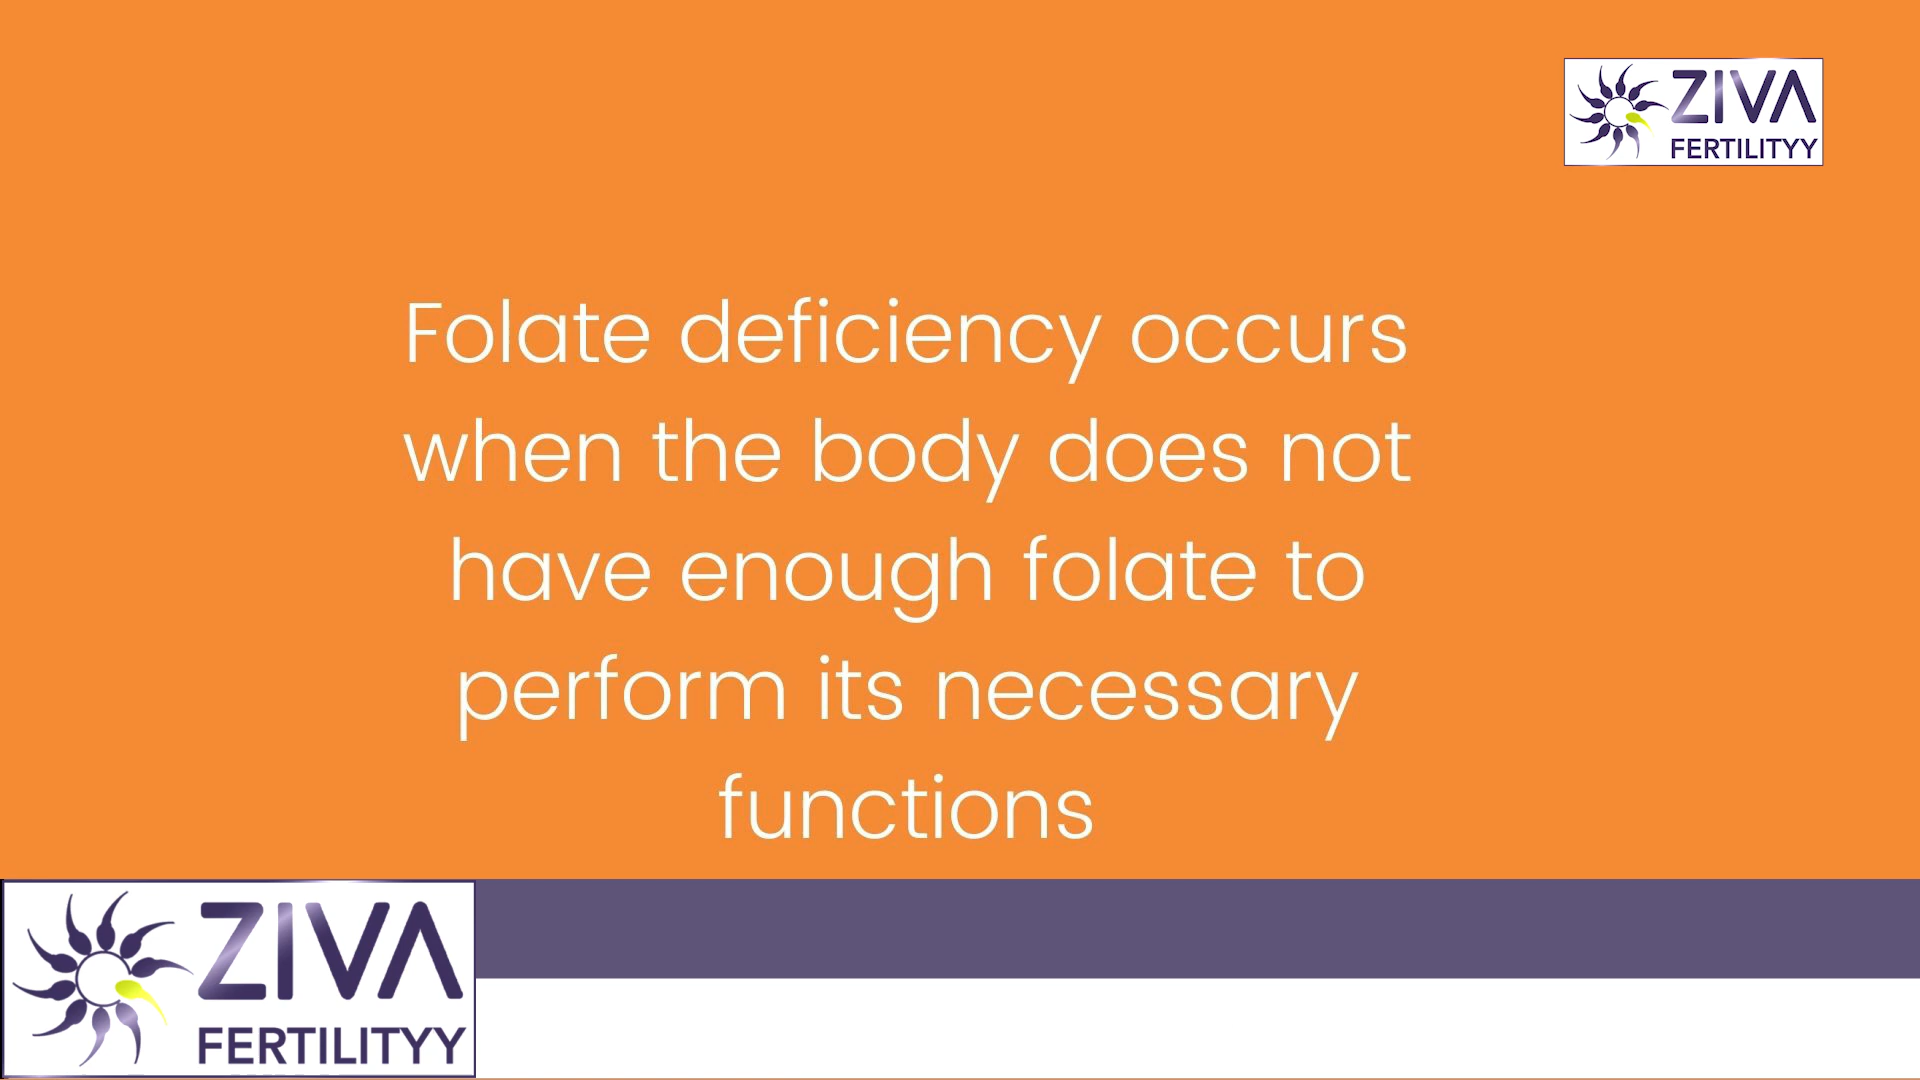 ZIVA
FERTILITYY
Folate deficiency occurs
when the body does not
have enough folate to
perform its necessary
functions
ZIVA
FERTILITYY